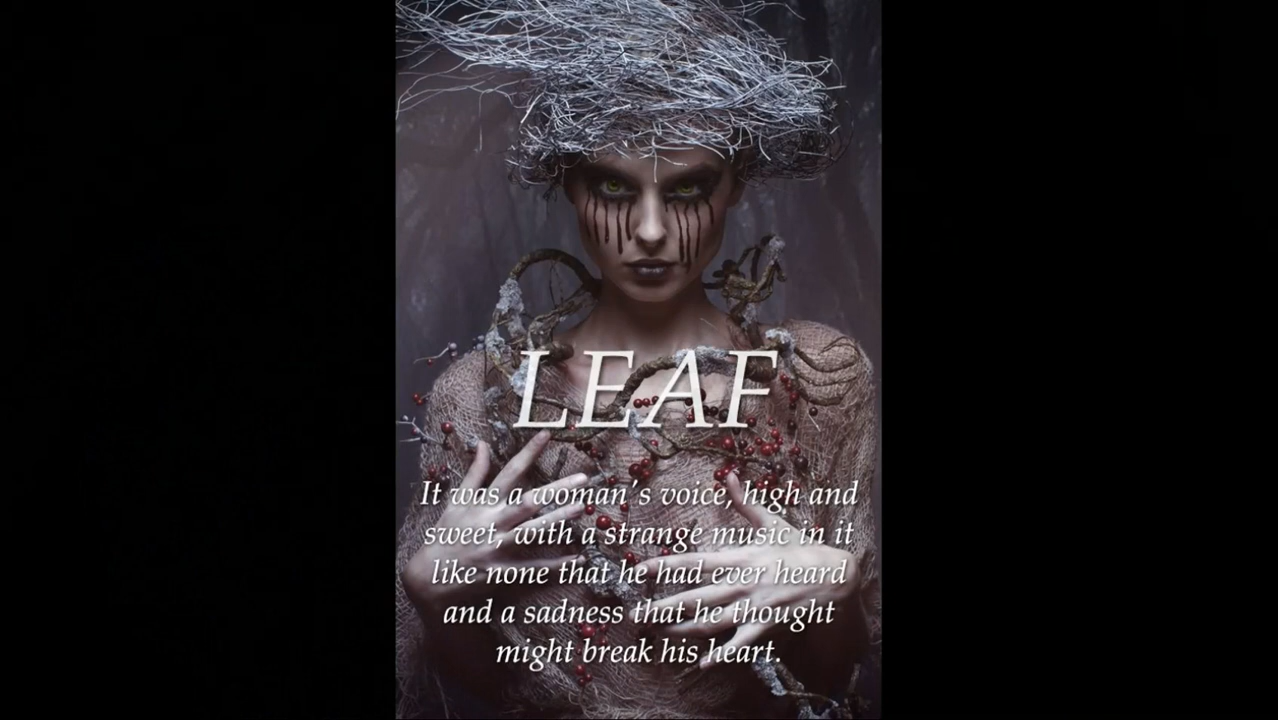 LEAF
It was a woman's voice, high and
sweet, with a strange music in it
like none that he had ever heard
and a sadness that he thought
might break his heart.